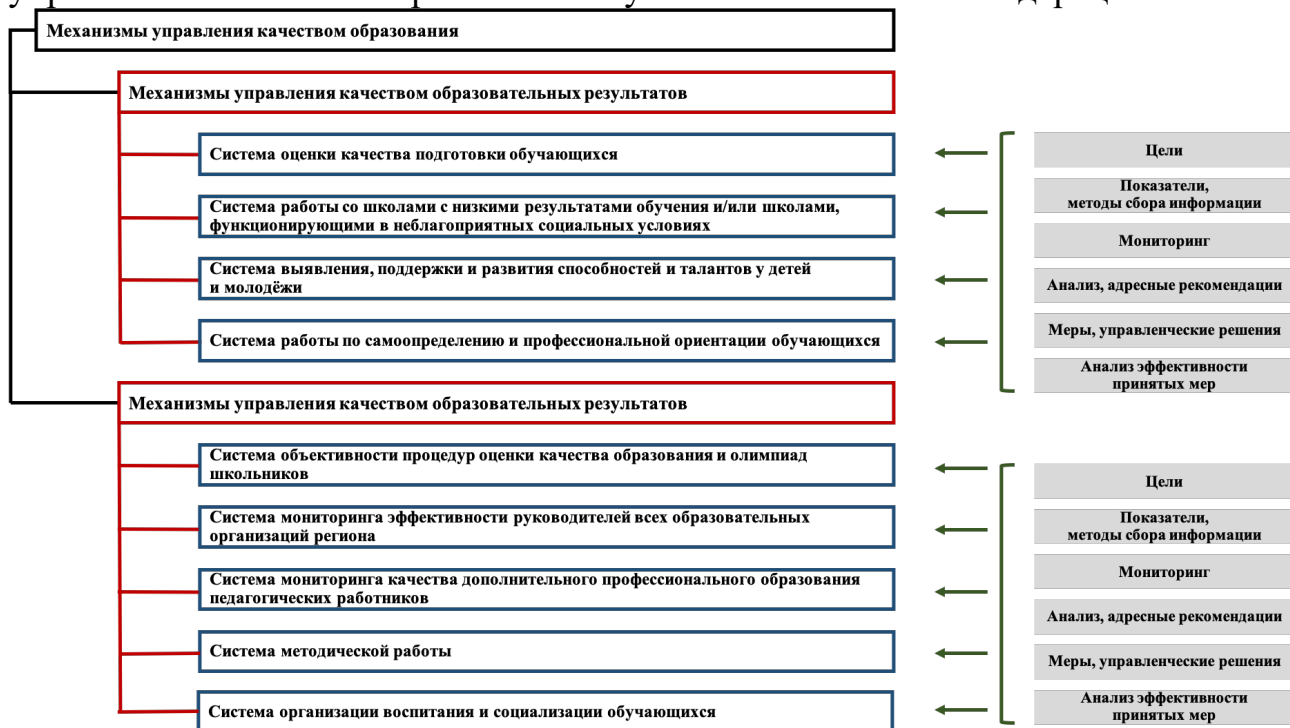 Механизмы управления качеством образования
Механизмы управления качеством образовательных результатов
Система оценки качества подготовки обучающихся
Система работы со школами с низкими результатами обучения и/или школами,
функционирующими в неблагоприятных социальных условиях
Система выявления, поддержки и развития способностей и талантов у детей
и молодёжи
Система работы по самоопределению и профессиональной ориентации обучающихся
Цели
Показатели,
методы сбора информации
Мониторинг
Анализ, адресные рекомендации
Меры, управленческие решения
Анализ эффективности
принятых мер
Механизмы управления качеством образовательных результатов
Система объективности процедур оценки качества образования и олимпиад
школьников
Система мониторинга эффективности руководителей всех образовательных
организаций региона
Система мониторинга качества дополнительного профессионального образования
педагогических работников
Система методической работы
Система организации воспитания и социализации обучающихся
Цели
Показатели,
методы сбора информации
Мониторинг
Анализ, адресные рекомендации
Меры, управленческие решения
Анализ эффективности
принятых мер